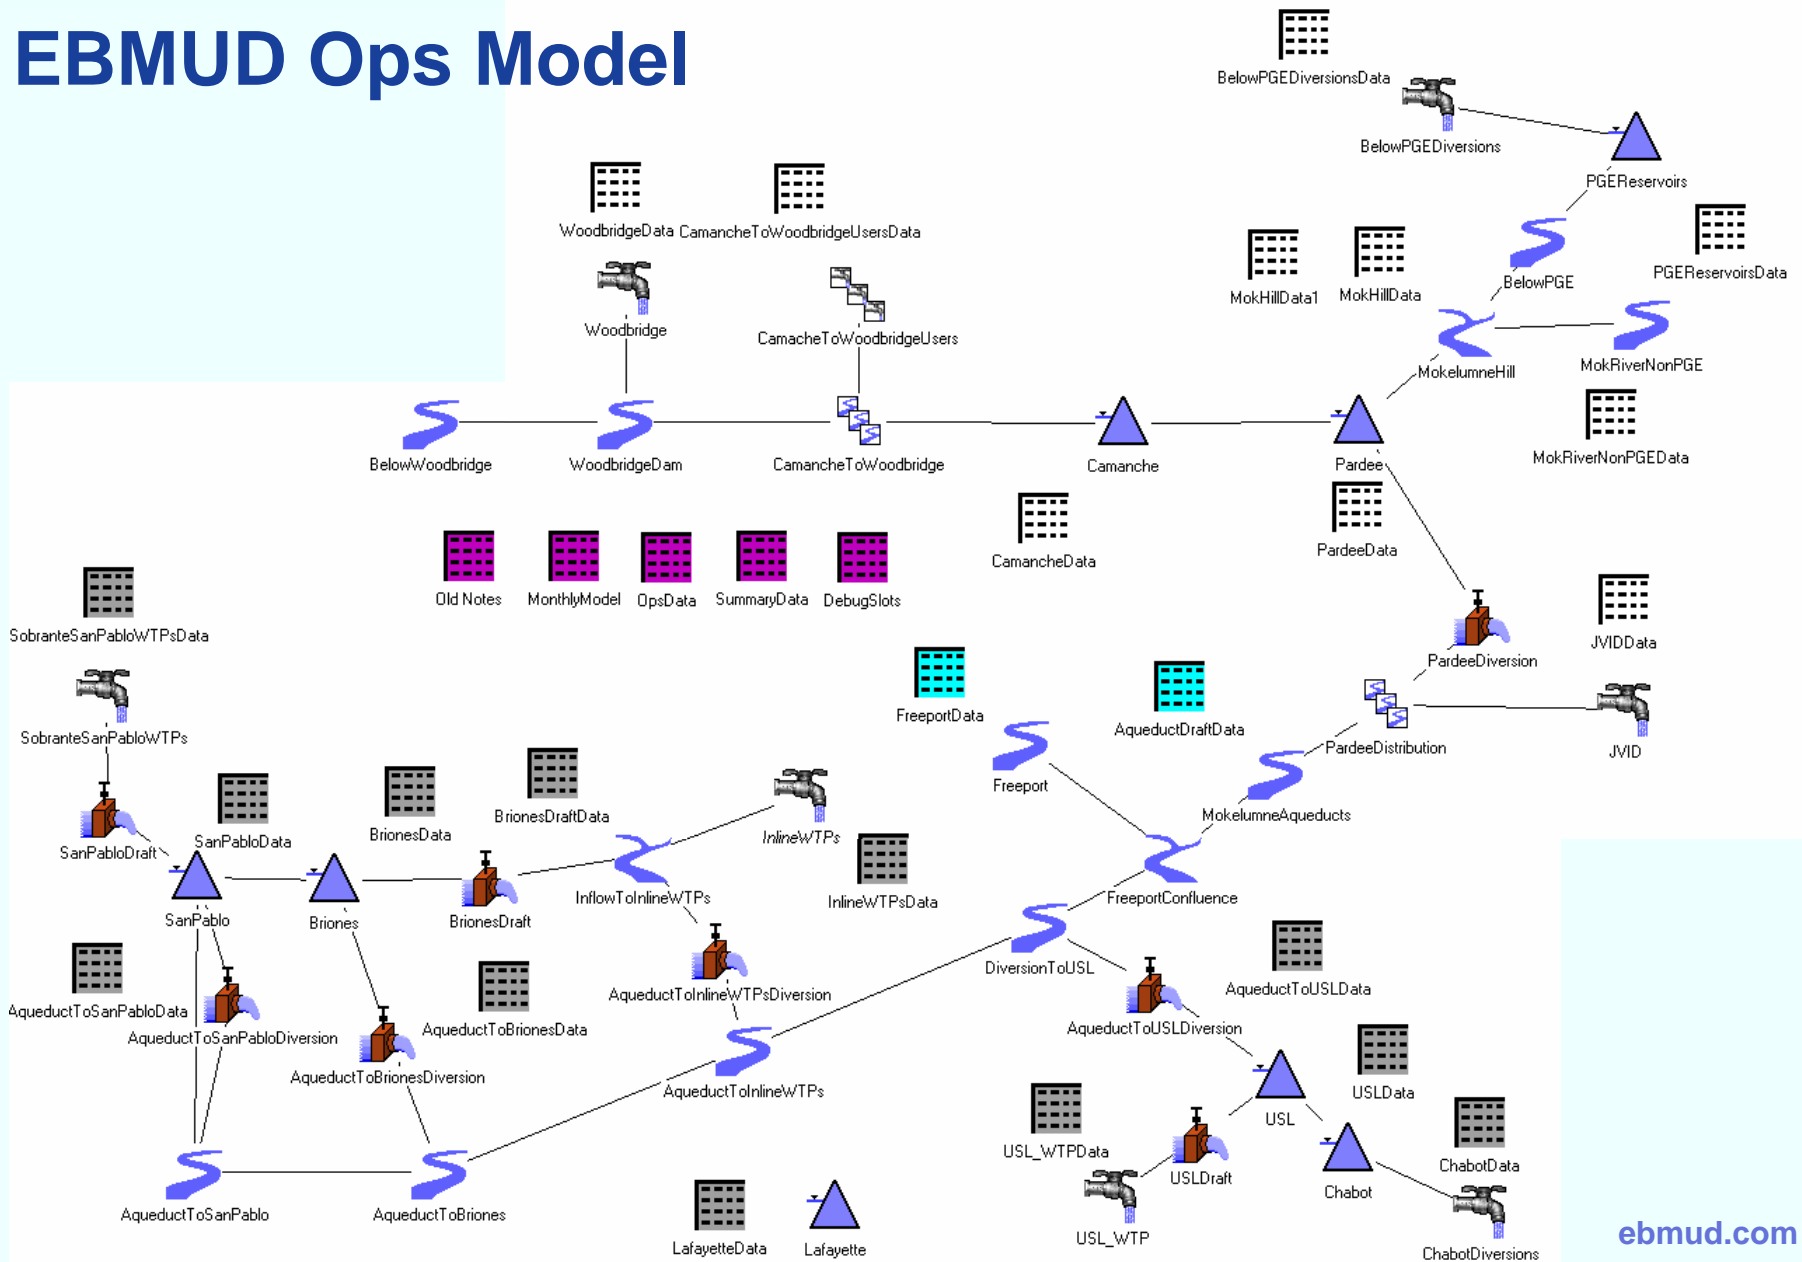 EBMUD Ops Model
BelowPGEDiversionsData
BelowPGEDiversions
PGEReservoirs
WoodbridgeData
CamancheToWoodbridgeUsersData
PGEReservoirsData
MokHillData1
MokHillData
BelowPGE
Woodbridge
CamacheToWoodbridgeUsers
MokelumneHill
MokRiverNonPGE
BelowWoodbridge
WoodbridgeDam
CamancheToWoodbridge
Camanche
Pardee
MokRiverNonPGEData
CamancheData
PardeeData
Old Notes
MonthlyModel
OpsData
SummaryData
DebugSlots
SobranteSanPabloWTPsData
JVIDData
PardeeDiversion
FreeportData
AqueductDraftData
SobranteSanPabloWTPs
PardeeDistribution
JVID
Freeport
MokelumneAqueducts
BrionesDraftData
BrionesData
SanPabloData
InlineWTPs
SanPabloDraft
InflowToInlineWTPs
InlineWTPsData
FreeportConfluence
SanPablo
Briones
BrionesDraft
DiversionToUSL
AqueductToUSLData
AqueductToInlineWTPsDiversion
AqueductToSanPabloData
AqueductToBrionesData
AqueductToUSLDiversion
AqueductToSanPabloDiversion
AqueductToBrionesDiversion
AqueductToInlineWTPs
USLData
USL
USL_WTPData
ChabotData
USLDraft
Chabot
AqueductToSanPablo
AqueductToBriones
USL_WTP
LafayetteData
Lafayette
ChabotDiversions
ebmud.com